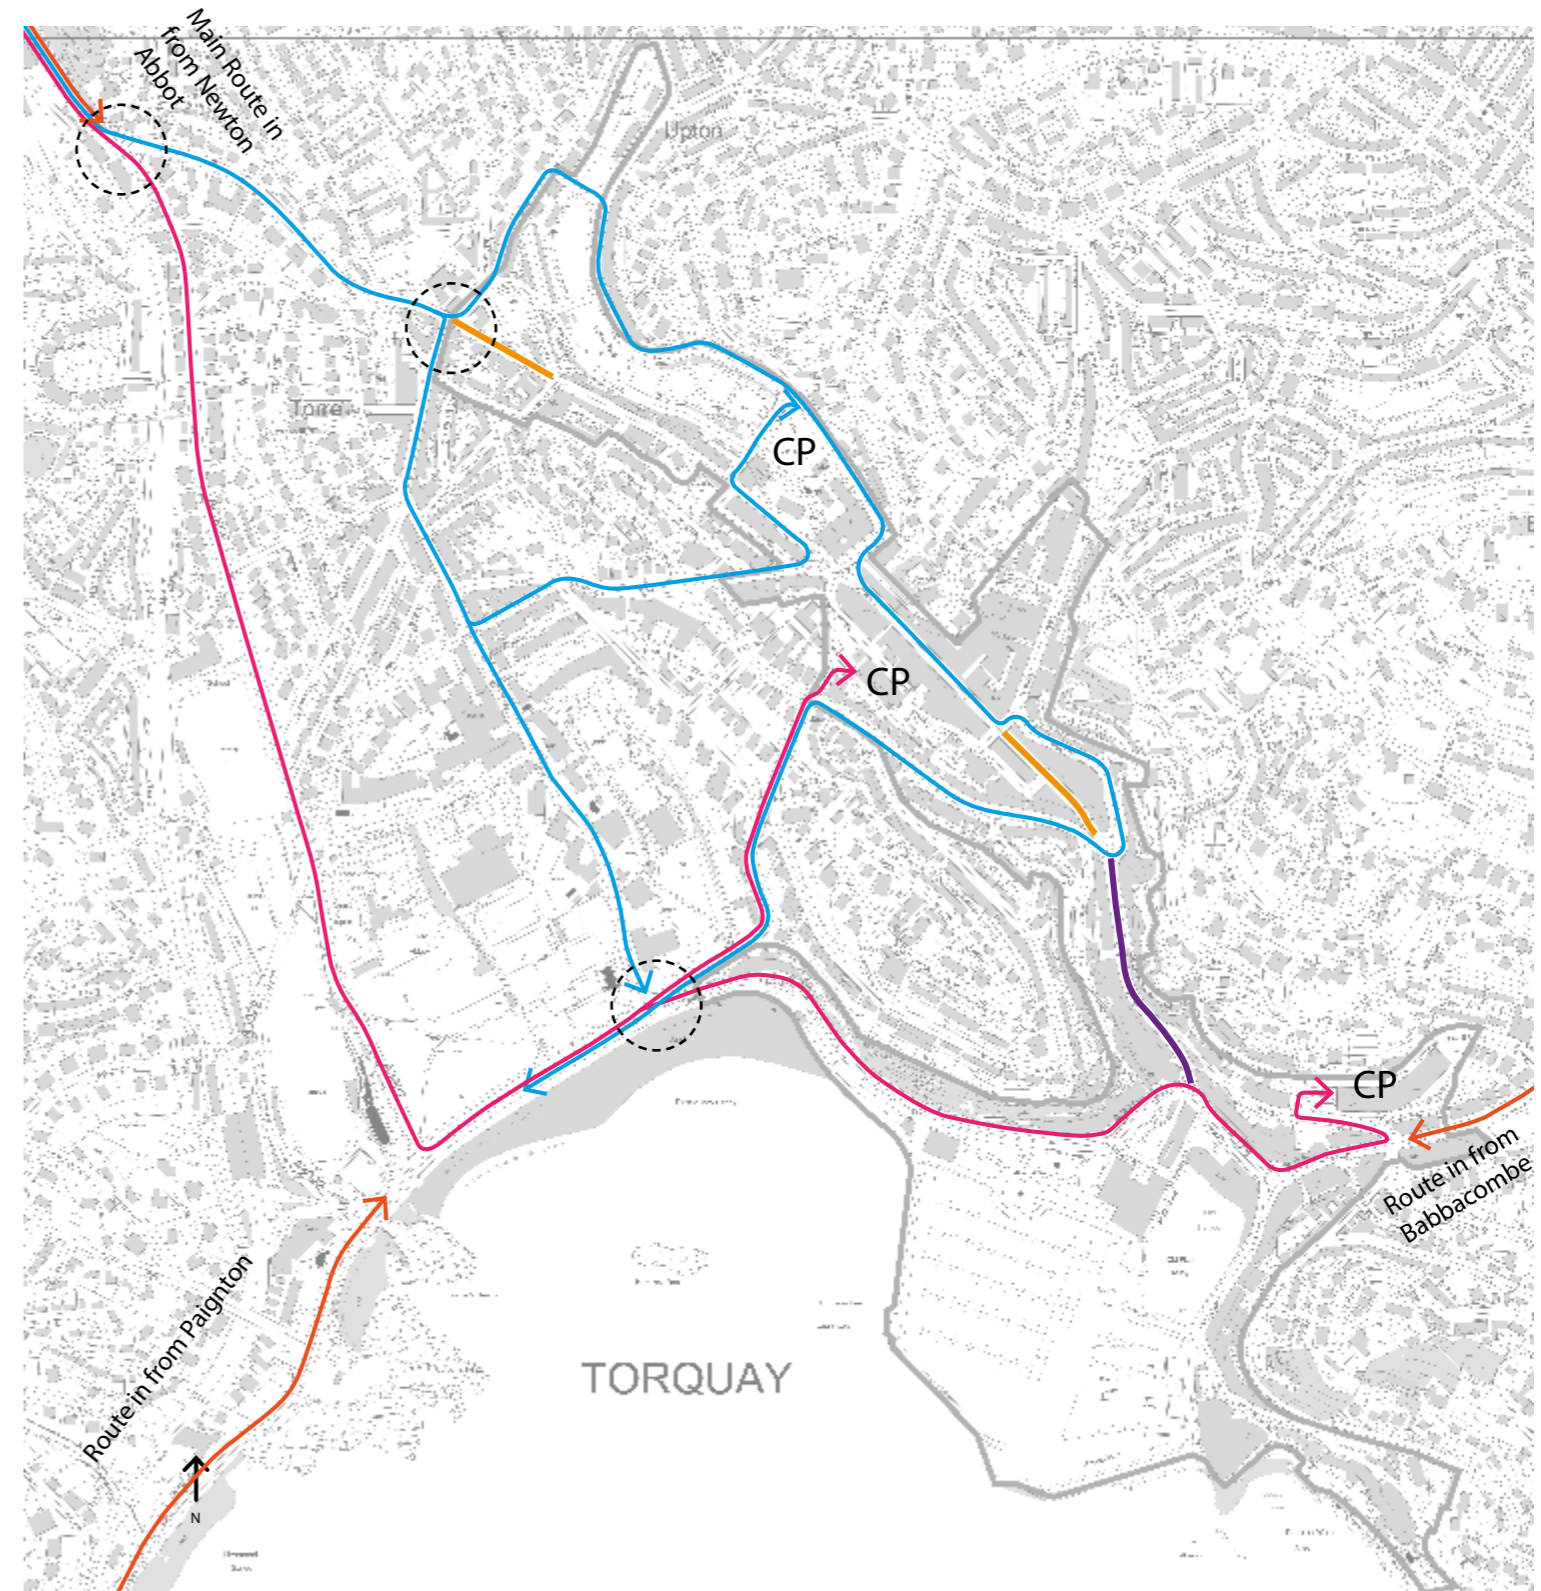 Main Route in
from Newton
Abbot
Upton
Torre
CP
CP
CP
Route in from
Babbacombe
Route in from Paignton
TORQUAY
N